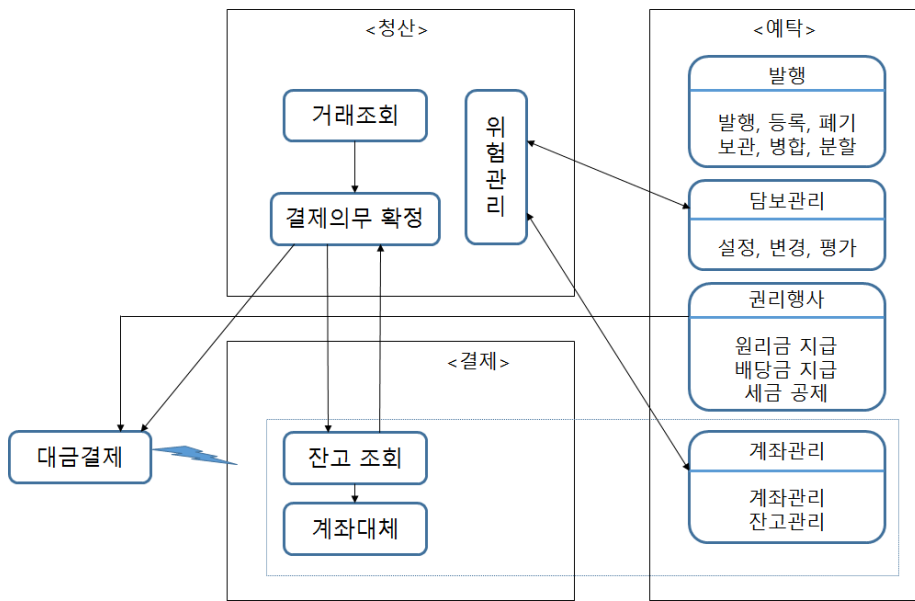 <청산>
거래조회
결제의무 확정
위험관리
<예탁>
발행
발행, 등록, 폐기
보관, 병합, 분할
담보관리
설정, 변경, 평가
권리행사
원리금 지급
배당금 지급
세금 공제
<결제>
대금결제
잔고 조회
계좌대체
계좌관리
계좌관리
잔고관리